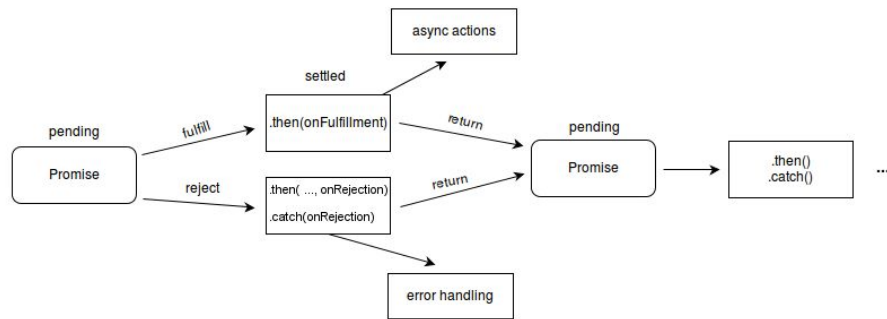 async actions
settled
.then(onFulfillment)
return
fulfill
pending
Promise
reject
.then( ..., onRejection)
.catch(onRejection)
return
error handling
pending
Promise
.then()
.catch()
...